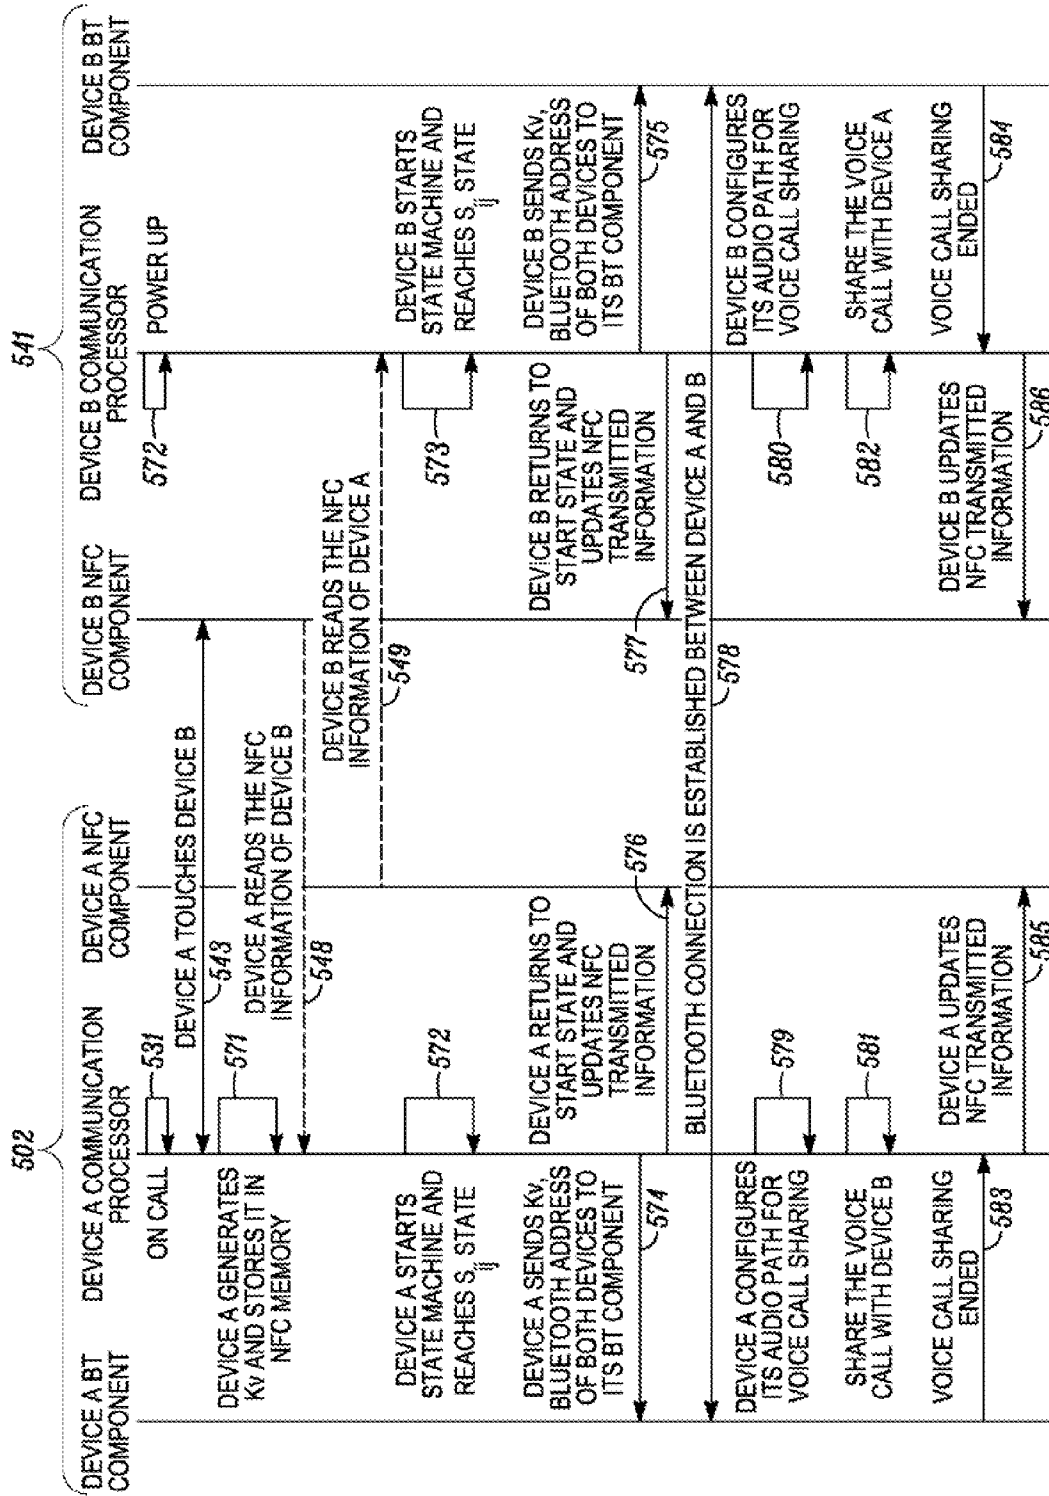 502
541
DEVICE A BT
COMPONENT
DEVICE A COMMUNICATION
PROCESSOR
DEVICE A NFC
COMPONENT
DEVICE B NFC
COMPONENT
DEVICE B COMMUNICATION
PROCESSOR
DEVICE B BT
COMPONENT
ON CALL
531
572
POWER UP
DEVICE A TOUCHES DEVICE B
543
DEVICE A GENERATES
Kv AND STORES IT IN
NFC MEMORY
571
DEVICE A READS THE NFC
INFORMATION OF DEVICE B
548
DEVICE B READS THE NFC
INFORMATION OF DEVICE A
549
DEVICE A STARTS
STATE MACHINE AND
REACHES S, STATE
ij
572
573
DEVICE B STARTS
STATE MACHINE AND
REACHES S, STATE
ij
DEVICE A SENDS Kv,
BLUETOOTH ADDRESS
OF BOTH DEVICES TO
ITS BT COMPONENT
574
DEVICE A RETURNS TO
START STATE AND
UPDATES NFC
TRANSMITTED
INFORMATION
576
DEVICE B RETURNS TO
START STATE AND
UPDATES NFC
TRANSMITTED
INFORMATION
577
DEVICE B SENDS Kv,
BLUETOOTH ADDRESS
OF BOTH DEVICES TO
ITS BT COMPONENT
575
BLUETOOTH CONNECTION IS ESTABLISHED BETWEEN DEVICE A AND B
578
DEVICE A CONFIGURES
ITS AUDIO PATH FOR
VOICE CALL SHARING
579
580
DEVICE B CONFIGURES
ITS AUDIO PATH FOR
VOICE CALL SHARING
SHARE THE VOICE
CALL WITH DEVICE B
581
582
SHARE THE VOICE
CALL WITH DEVICE A
VOICE CALL SHARING
ENDED
583
DEVICE A UPDATES
NFC TRANSMITTED
INFORMATION
585
DEVICE B UPDATES
NFC TRANSMITTED
INFORMATION
586
VOICE CALL SHARING
ENDED
584